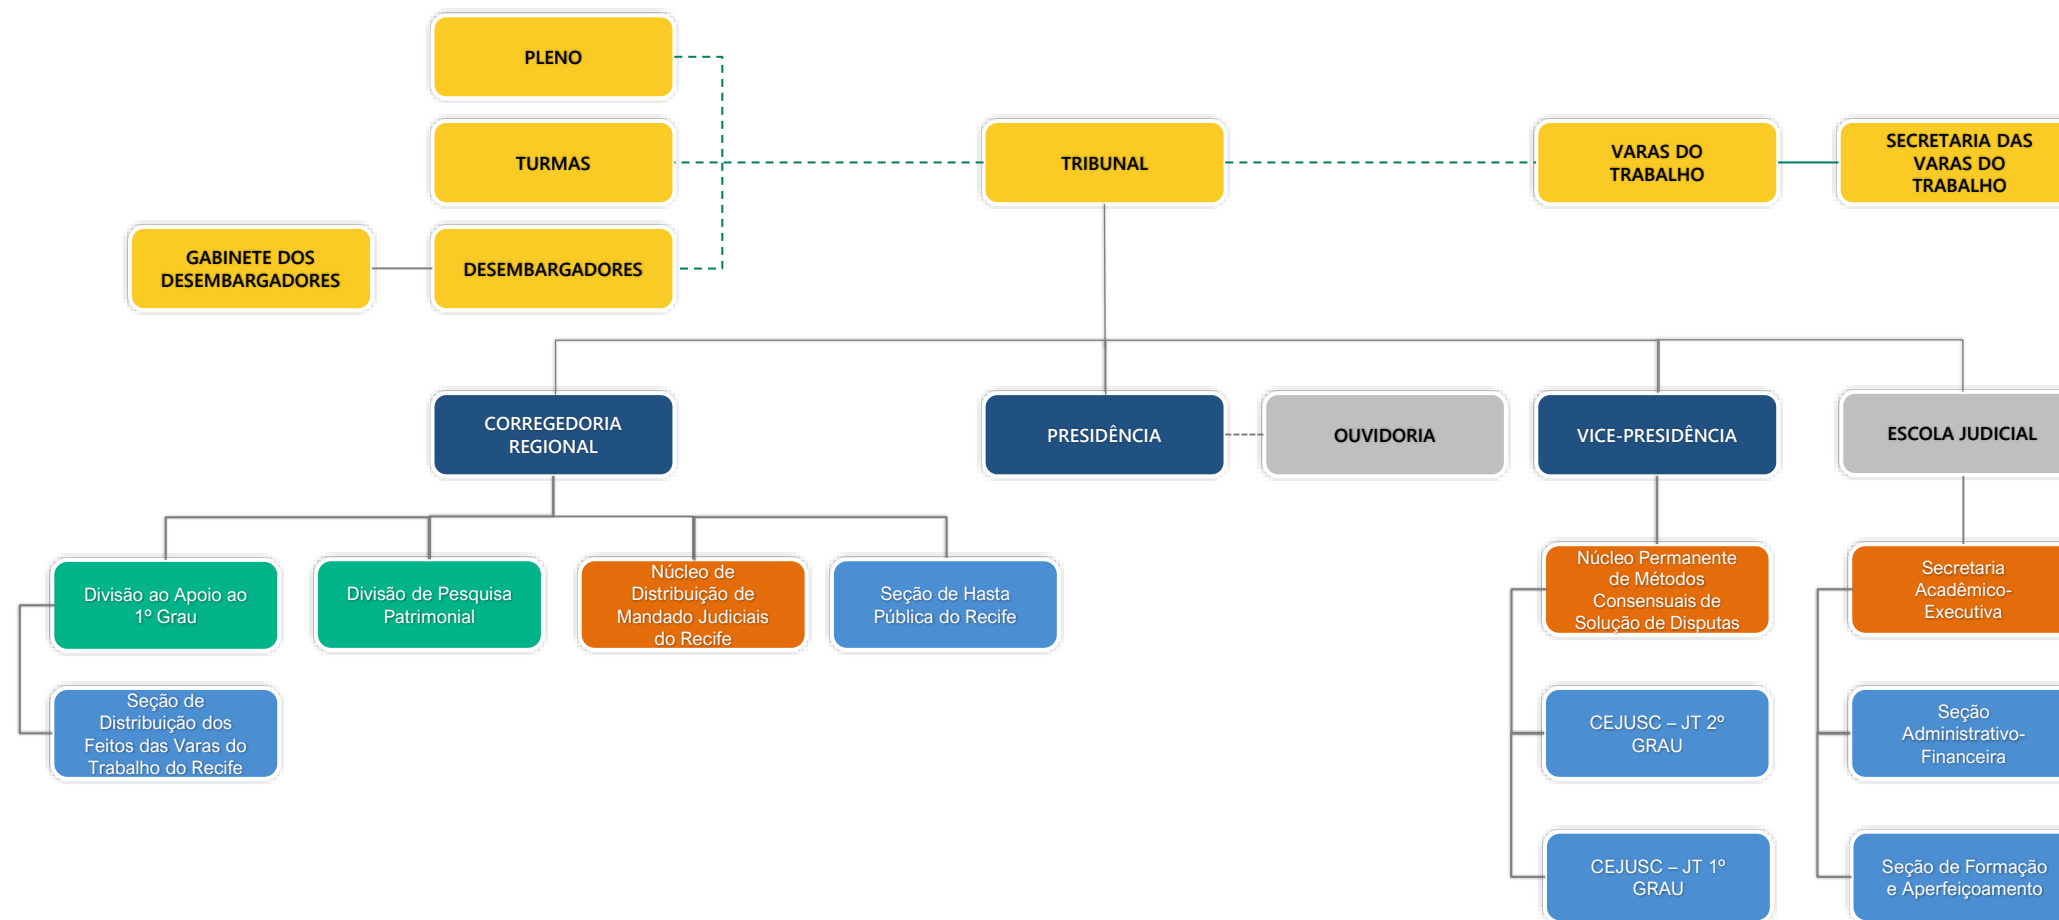 PLENO
TURMAS
TRIBUNAL
VARAS DO
TRABALHO
SECRETARIA DAS
VARAS DO
TRABALHO
GABINETE DOS
DESEMBARGADORES
DESEMBARGADORES
CORREGEDORIA
REGIONAL
PRESIDÊNCIA
OUVIDORIA
VICE-PRESIDÊNCIA
ESCOLA JUDICIAL
Divisão ao Apoio ao
1º Grau
Divisão de Pesquisa
Patrimonial
Núcleo de
Distribuição de
Mandado Judiciais
do Recife
Seção de Hasta
Pública do Recife
Núcleo Permanente
de Métodos
Consensuais de
Solução de Disputas
Secretaria
Acadêmico-
Executiva
Seção de
Distribuição dos
Feitos das Varas do
Trabalho do Recife
CEJUSC – JT 2º
GRAU
Seção
Administrativo-
Financeira
CEJUSC – JT 1º
GRAU
Seção de Formação
e Aperfeiçoamento